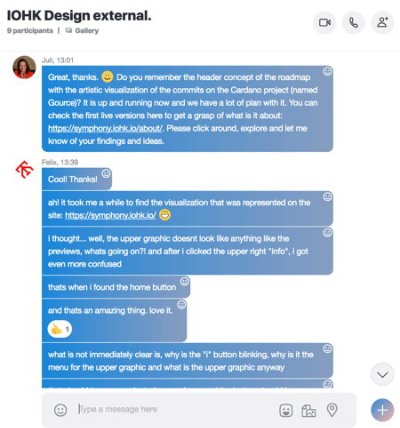 IOHK Design external.
9 participants | Gallery
Juli, 13:01
Great, thanks. Do you remember the header concept of the roadmap
with the artistic visualization of the commits on the Cardano project (named
Gource)? It is up and running now and we have a lot of plan with it. You can
check the first live versions here to get a grasp of what is it about:
https://symphony.iohk.io/about/. Please click around, explore and let me
know of your findings and ideas.
Felix, 13:39
Cool! Thanks!
ah! it took me a while to find the visualization that was represented on the
site: https://symphony.iohk.io/
i thought... well, the upper graphic doesnt look like anything like the
previews, whats going on?! and after i clicked the upper right "info", i got
even more confused
thats when i found the home button
and thats an amazing thing. love it.
1
what is not immediately clear is, why is the "i" button blinking, why is it the
menu for the upper graphic and what is the upper graphic anyway
Type a message here